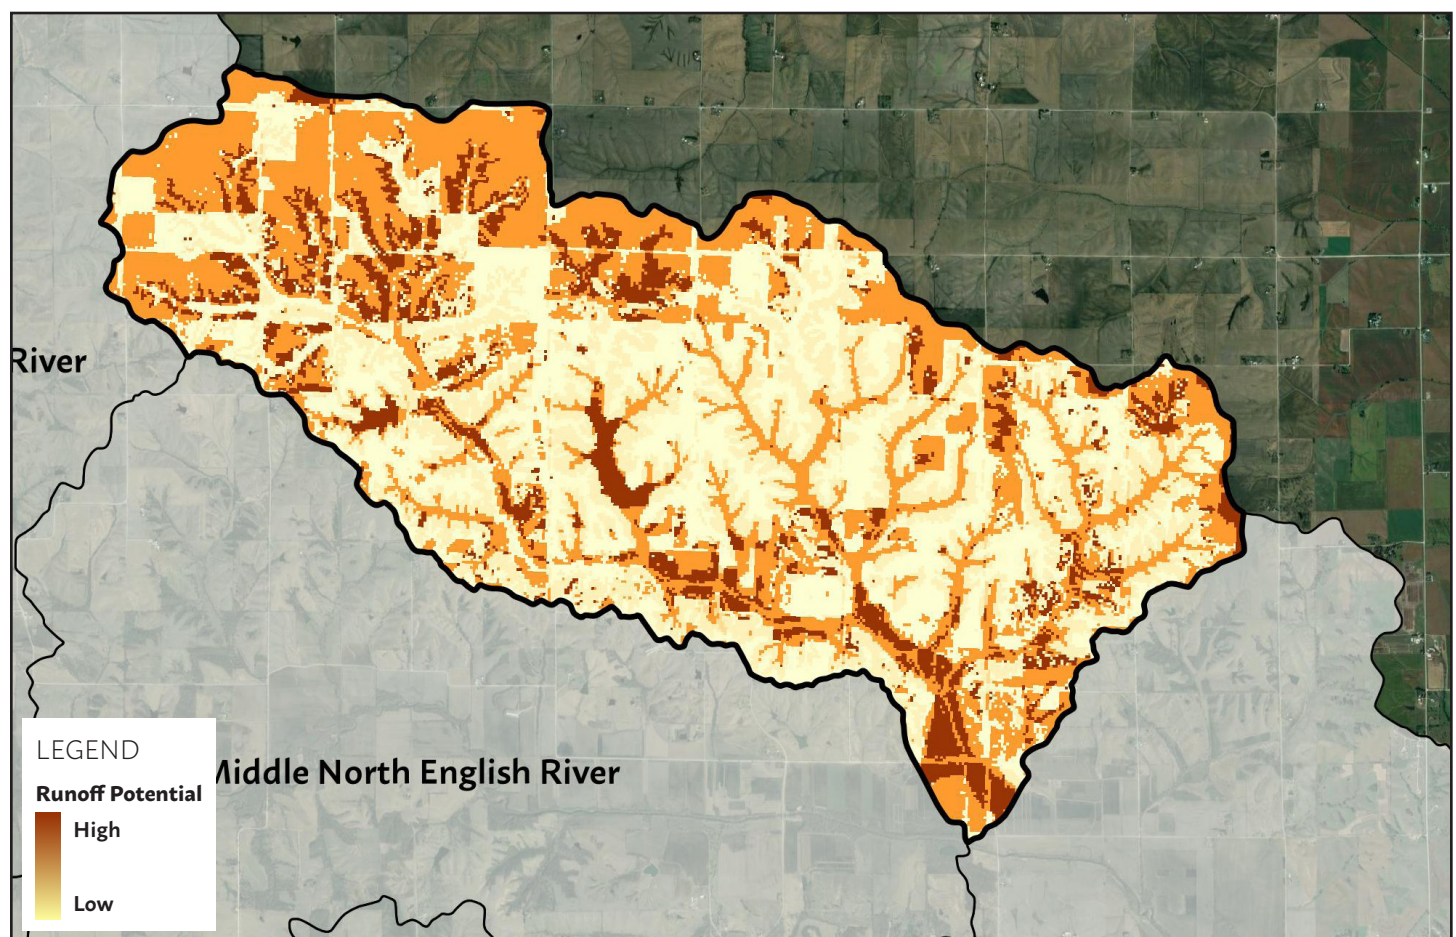 River
LEGEND
Middle North English River
Runoff Potential
High
Low